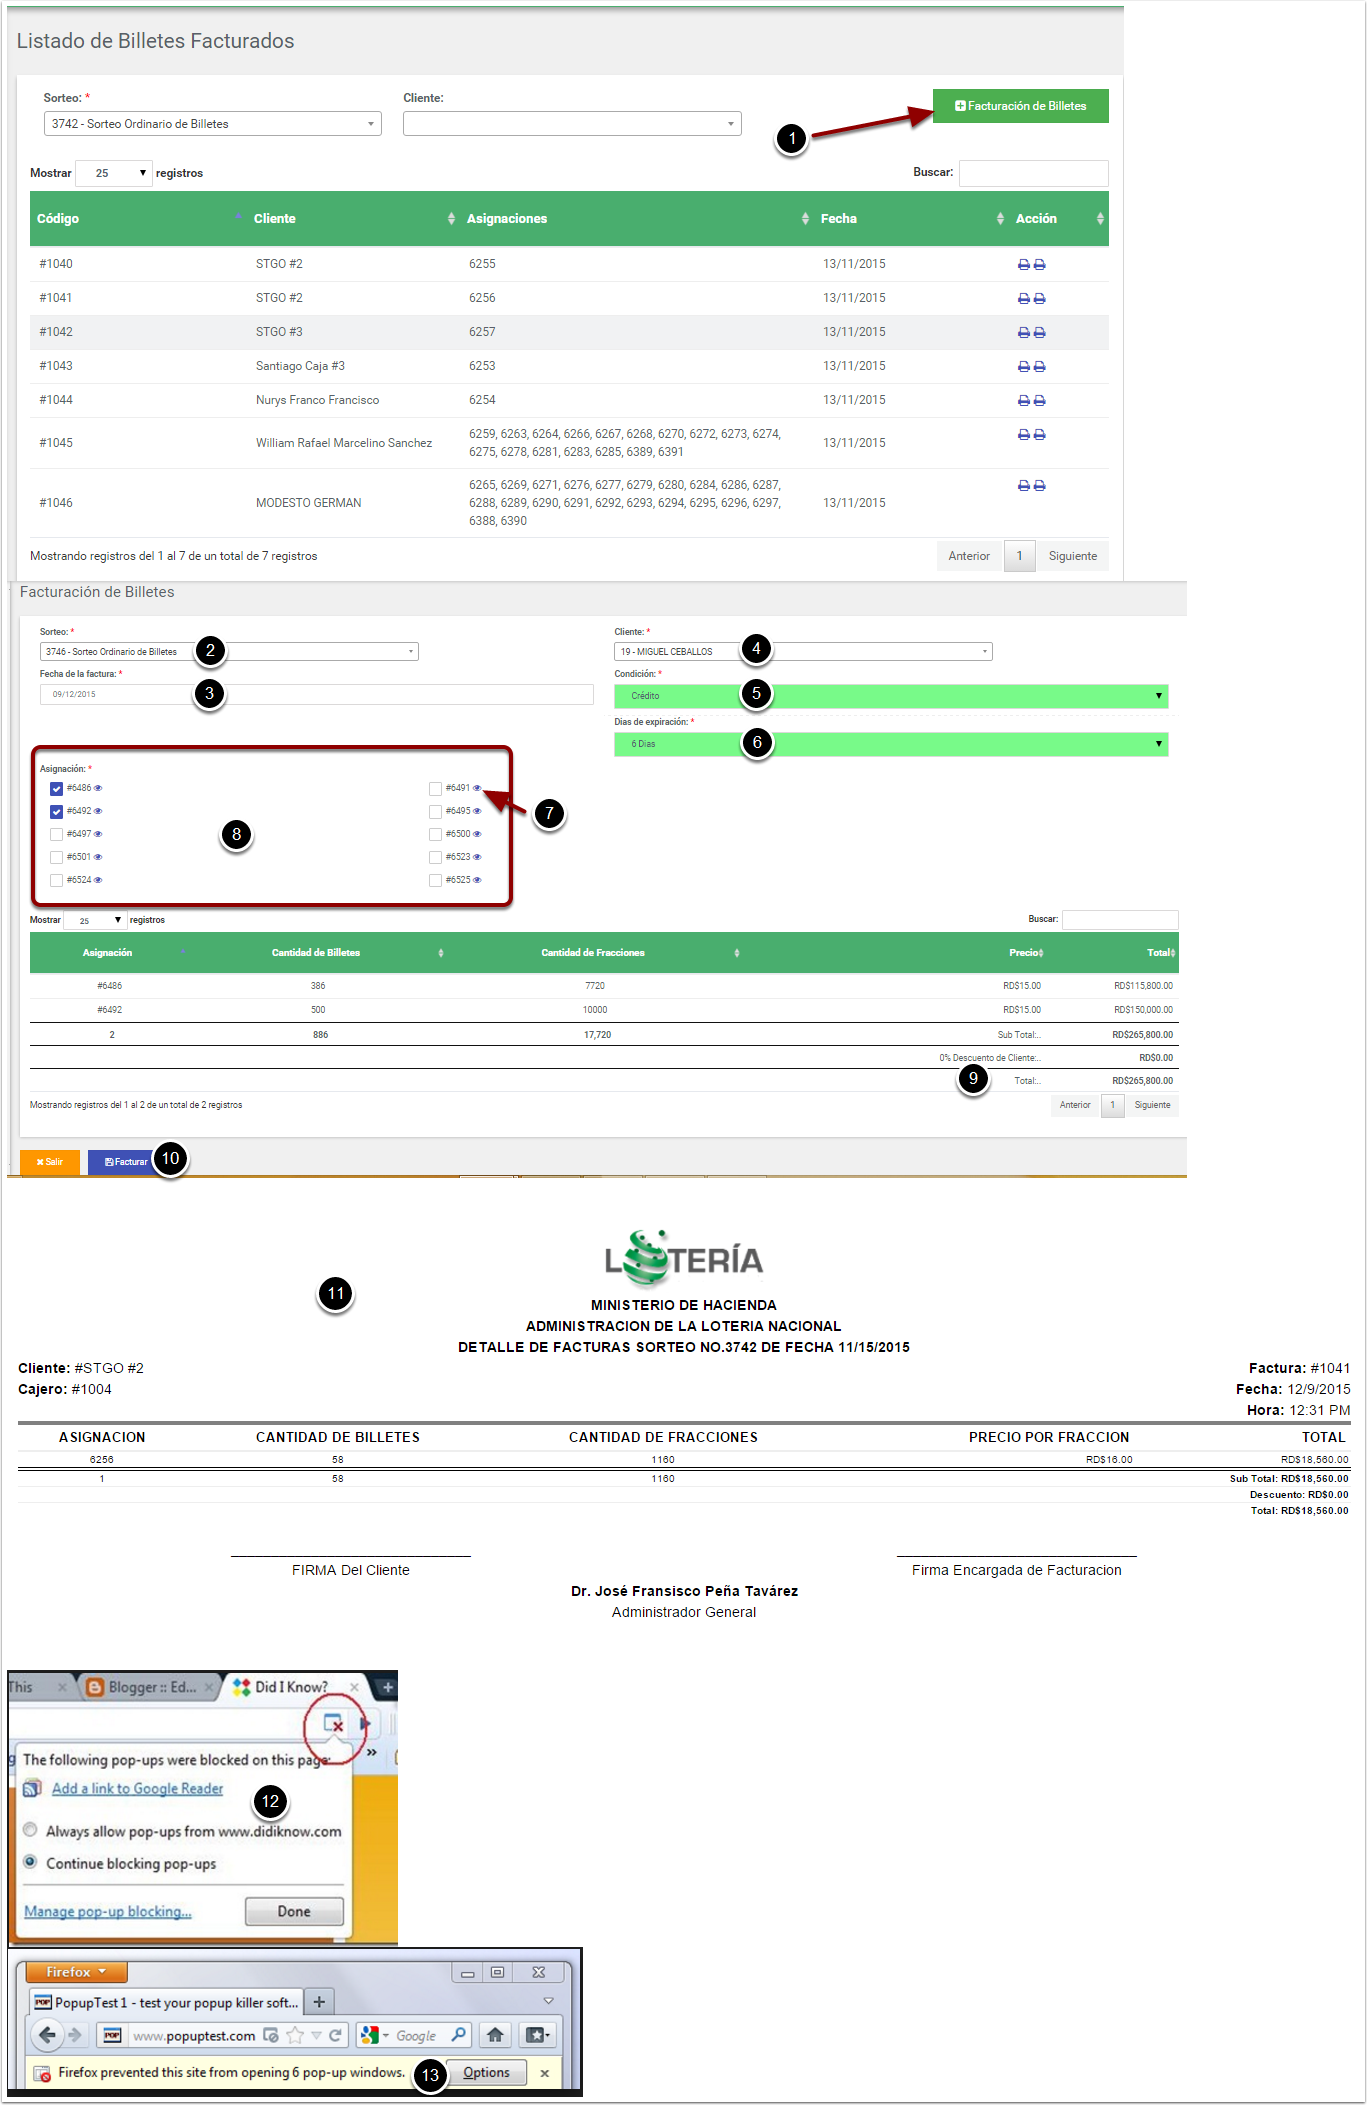 Listado de Billetes Facturados
Sorteo: * Cliente:
3742 - Sorteo Ordinario de Billetes
Facturación de Billetes
1
Mostrar 25 registros Buscar:
Código Cliente Asignaciones Fecha Acción
#1040 STGO #2 6255 13/11/2015
#1041 STGO #2 6256 13/11/2015
#1042 STGO #3 6257 13/11/2015
#1043 Santiago Caja #3 6253 13/11/2015
#1044 Nurys Franco Francisco 6254 13/11/2015
#1045 William Rafael Marcelino Sanchez 6259, 6263, 6264, 6266, 6267, 6268, 6270, 6272, 6273, 6274, 13/11/2015
6275, 6278, 6281, 6283, 6285, 6389, 6391
6265, 6269, 6271, 6276, 6277, 6279, 6280, 6284, 6286, 6287,
#1046 MODESTO GERMAN 6288, 6289, 6290, 6291, 6292, 6293, 6294, 6295, 6296, 6297, 13/11/2015
6388, 6390
Mostrando registros del 1 al 7 de un total de 7 registros Anterior 1 Siguiente
Facturación de Billetes
Sorteo: * Cliente: *
3746 - Sorteo Ordinario de Billetes 2 19 - MIGUEL CEBALLOS 4
Fecha de la factura: * Condición: *
09/12/2015 3 Crédito 5
Dias de expiración: *
6 Dias 6
Asignación: *
#6486 #6491
#6492 #6495 7
#6497 8 #6500
#6501 #6523
#6524 #6525
Mostrar 25 registros Buscar:
Asignación Cantidad de Billetes Cantidad de Fracciones Precio Total
#6486 386 7720 RD$15.00 RD$115,800.00
#6492 500 10000 RD$15.00 RD$150,000.00
2 886 17,720 Sub Total:.. RD$265,800.00
0% Descuento de Cliente:.. RD$0.00
9 Total:.. RD$265,800.00
Mostrando registros del 1 al 2 de un total de 2 registros Anterior 1 Siguiente
Salir Facturar 10
LOTERÍA
11
MINISTERIO DE HACIENDA
ADMINISTRACION DE LA LOTERIA NACIONAL
DETALLE DE FACTURAS SORTEO NO.3742 DE FECHA 11/15/2015
Cliente: #STGO #2 Factura: #1041
Cajero: #1004 Fecha: 12/9/2015
Hora: 12:31 PM
ASIGNACION CANTIDAD DE BILLETES CANTIDAD DE FRACCIONES PRECIO POR FRACCION TOTAL
6256 58 1160 RD$16.00 RD$18,560.00
1 58 1160 Sub Total: RD$18,560.00
Descuento: RD$0.00
Total: RD$18,560.00
FIRMA Del Cliente Firma Encargada de Facturacion
Dr. José Fransisco Peña Tavárez
Administrador General
This Blogger :: Ed... Did I Know?
»
The following pop-ups were blocked on this page:
Add a link to Google Reader
12
Always allow pop-ups from www.didiknow.com
Continue blocking pop-ups
Manage pop-up blocking... Done
Firefox
POP PopupTest 1 - test your popup killer soft... +
POP www.popuptest.com Google
Firefox prevented this site from opening 6 pop-up windows. 13 Options x